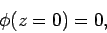 ϕ(z = 0) = 0,